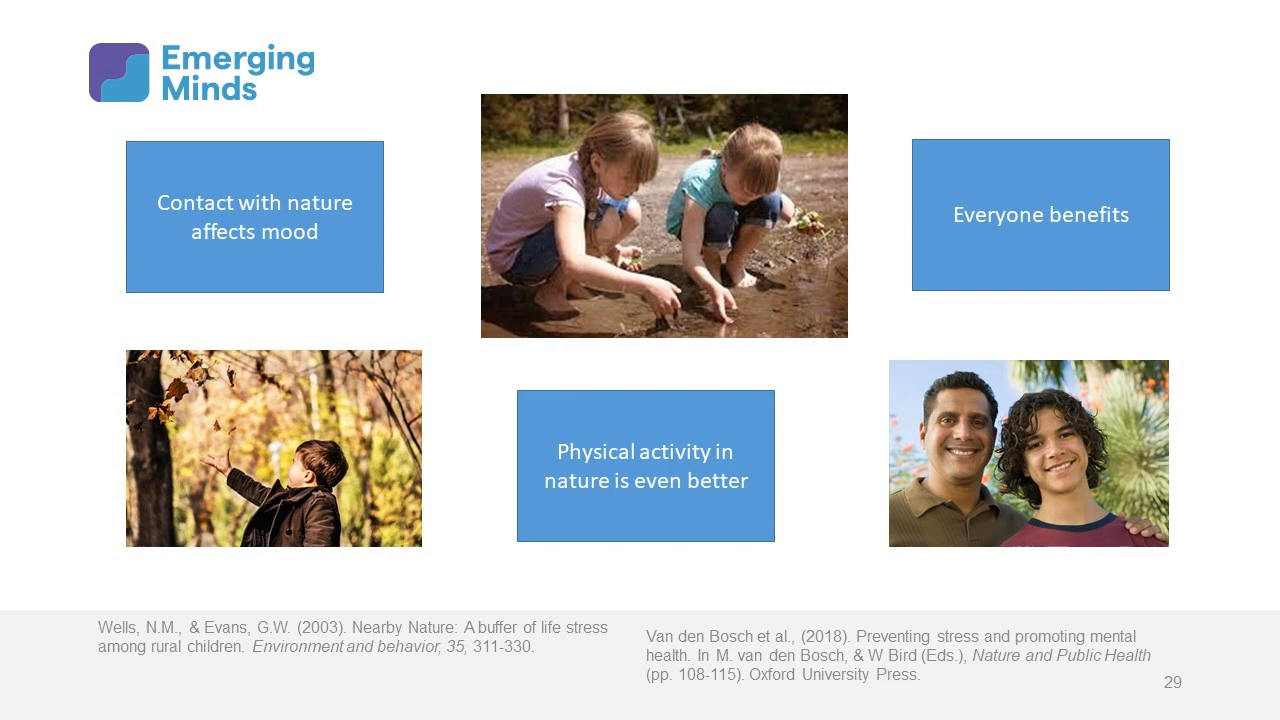 Emerging
Minds
Contact with nature
affects mood
Everyone benefits
Physical activity in
nature is even better
Wells, N.M., & Evans, G.W. (2003). Nearby Nature: A buffer of life stress
among rural children. Environment and behavior, 35, 311-330.
Van den Bosch et al., (2018). Preventing stress and promoting mental
health. In M. van den Bosch, & W Bird (Eds.), Nature and Public Health
(pp. 108-115). Oxford University Press.
29